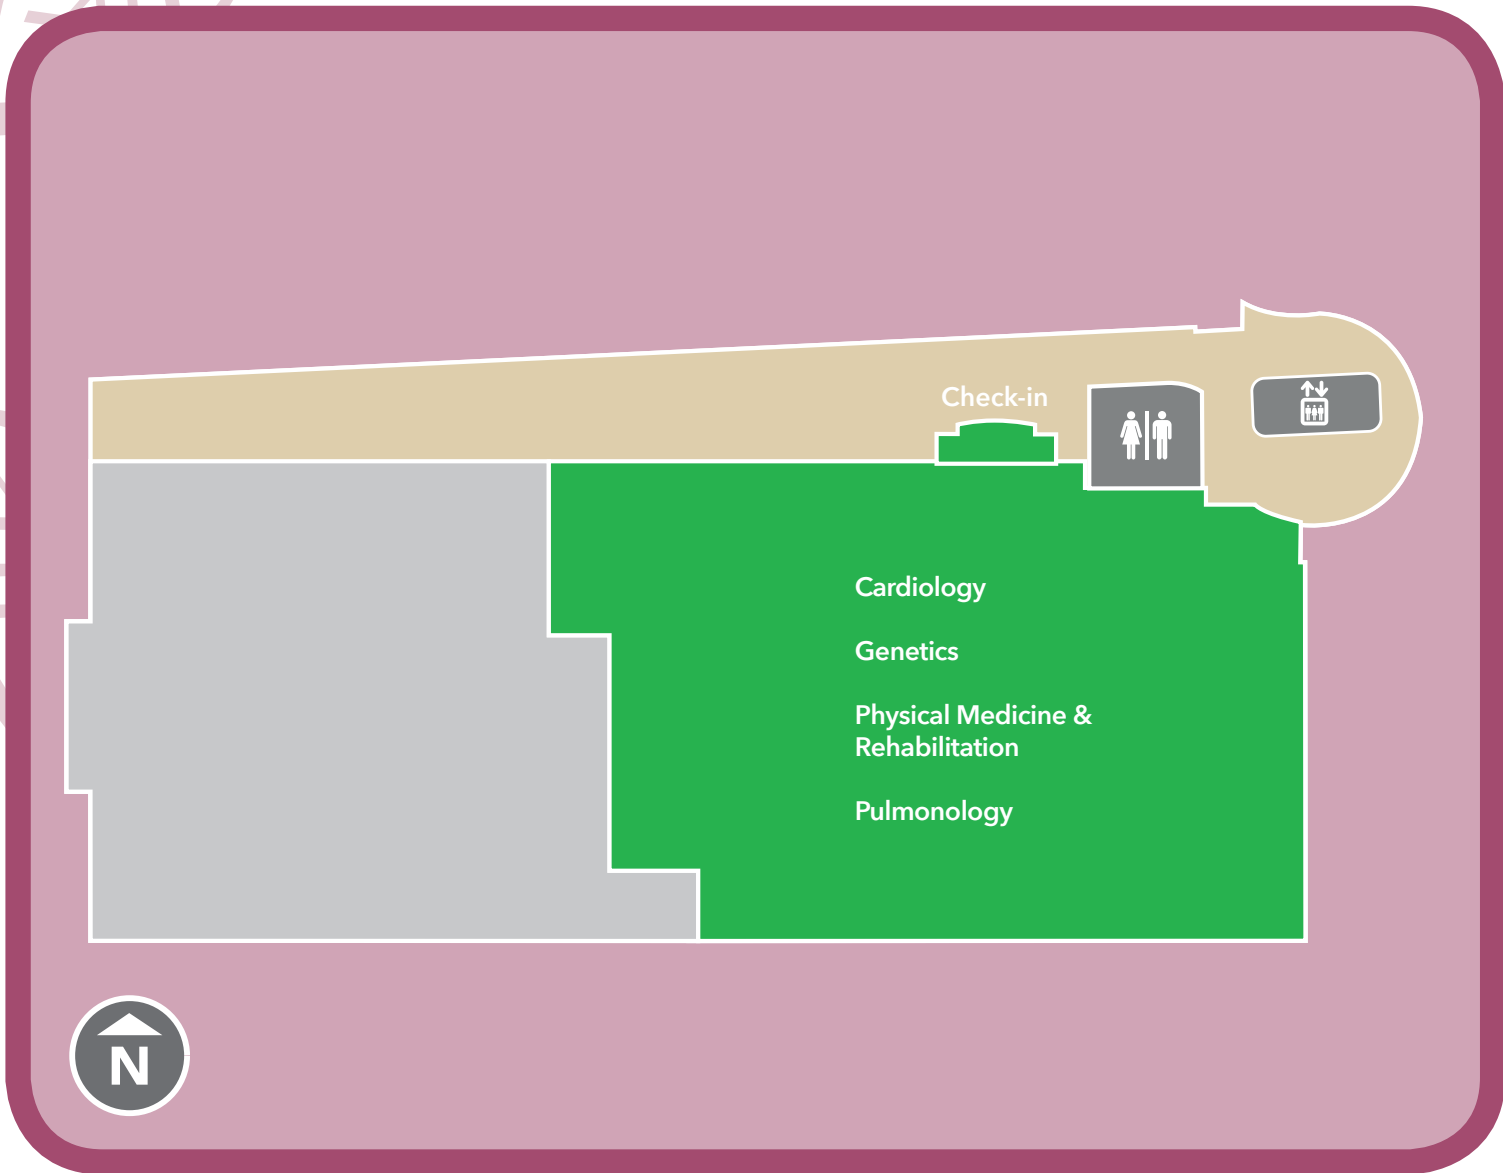 Check-in
Cardiology
Genetics
Physical Medicine &
Rehabilitation
Pulmonology
N